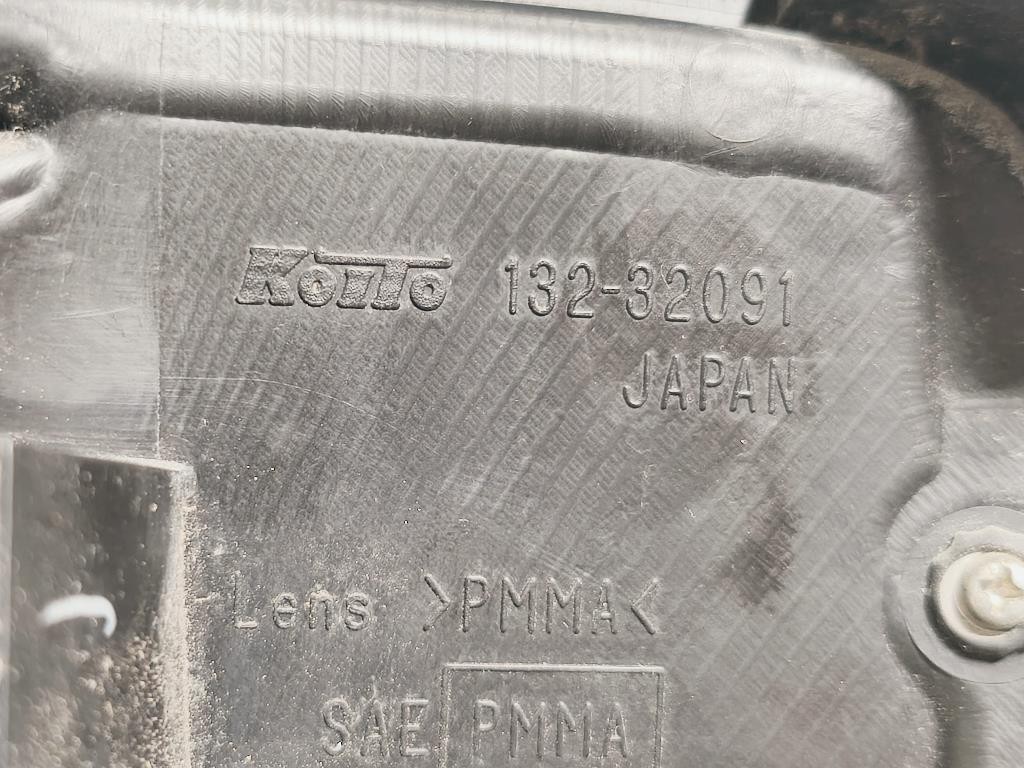 KOITO 132-32091
JAPAN
Lens >PMMA<
SAE PMMA